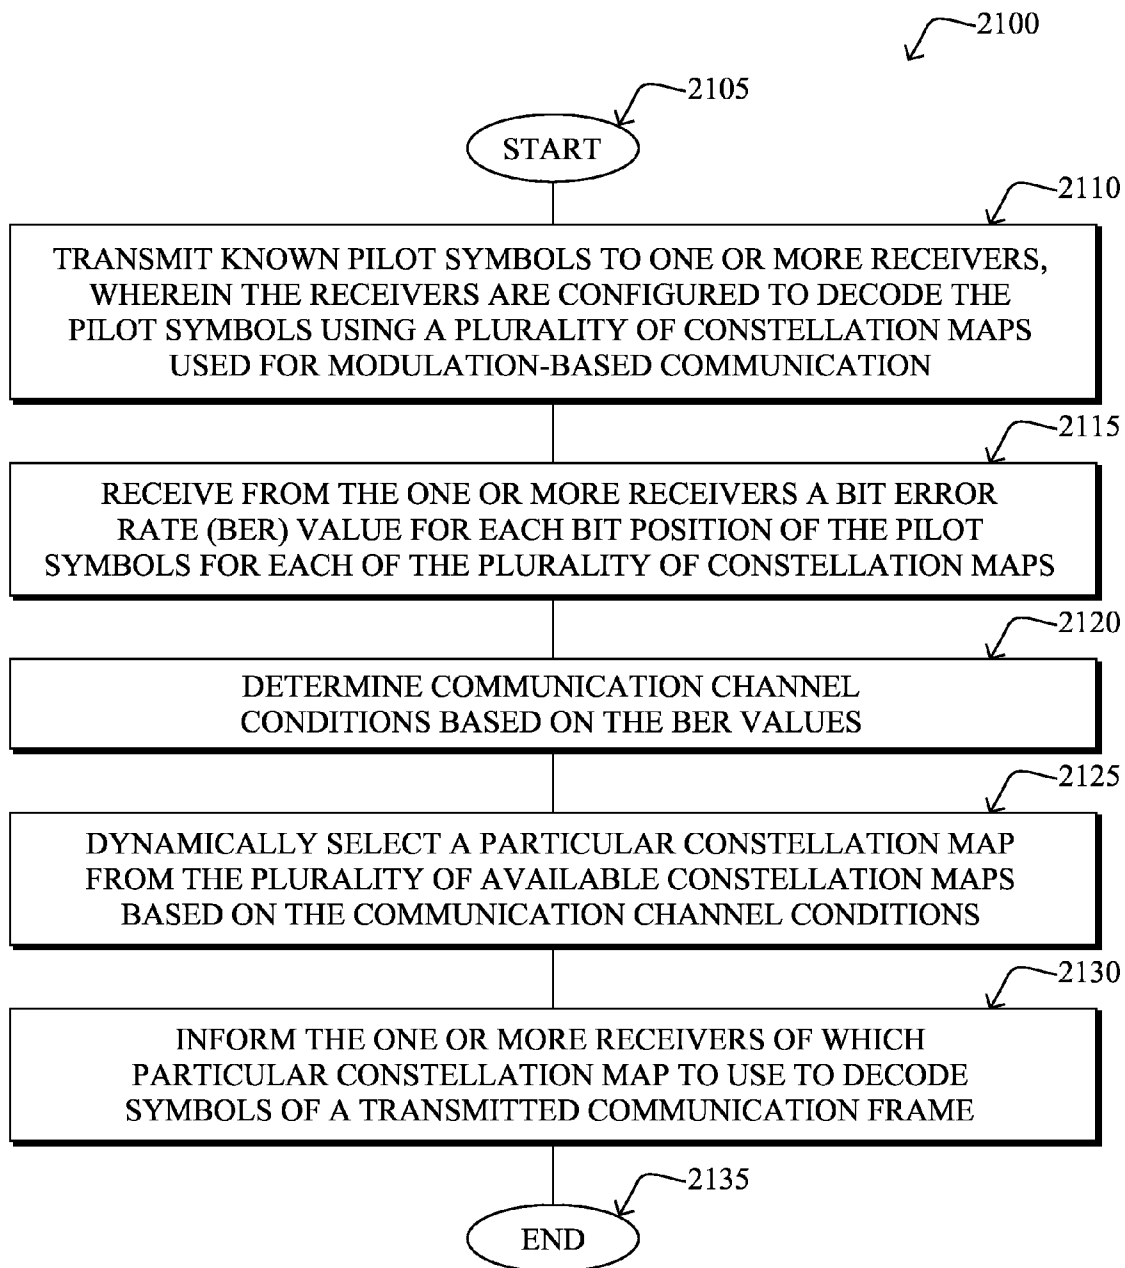 2100
2105
START
2110
TRANSMIT KNOWN PILOT SYMBOLS TO ONE OR MORE RECEIVERS,
WHEREIN THE RECEIVERS ARE CONFIGURED TO DECODE THE
PILOT SYMBOLS USING A PLURALITY OF CONSTELLATION MAPS
USED FOR MODULATION-BASED COMMUNICATION
2115
RECEIVE FROM THE ONE OR MORE RECEIVERS A BIT ERROR
RATE (BER) VALUE FOR EACH BIT POSITION OF THE PILOT
SYMBOLS FOR EACH OF THE PLURALITY OF CONSTELLATION MAPS
2120
DETERMINE COMMUNICATION CHANNEL
CONDITIONS BASED ON THE BER VALUES
2125
DYNAMICALLY SELECT A PARTICULAR CONSTELLATION MAP
FROM THE PLURALITY OF AVAILABLE CONSTELLATION MAPS
BASED ON THE COMMUNICATION CHANNEL CONDITIONS
2130
INFORM THE ONE OR MORE RECEIVERS OF WHICH
PARTICULAR CONSTELLATION MAP TO USE TO DECODE
SYMBOLS OF A TRANSMITTED COMMUNICATION FRAME
2135
END